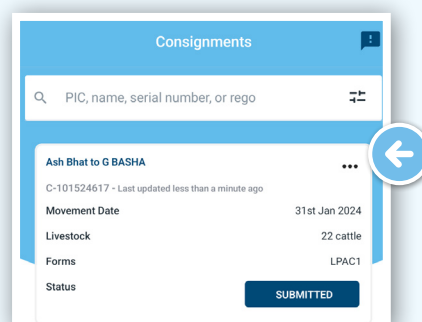 Consignments
PIC, name, serial number, or rego
Ash Bhat to G BASHA
C-101524617 - Last updated less than a minute ago
Movement Date 31st Jan 2024
Livestock 22 cattle
Forms LPAC1
Status SUBMITTED